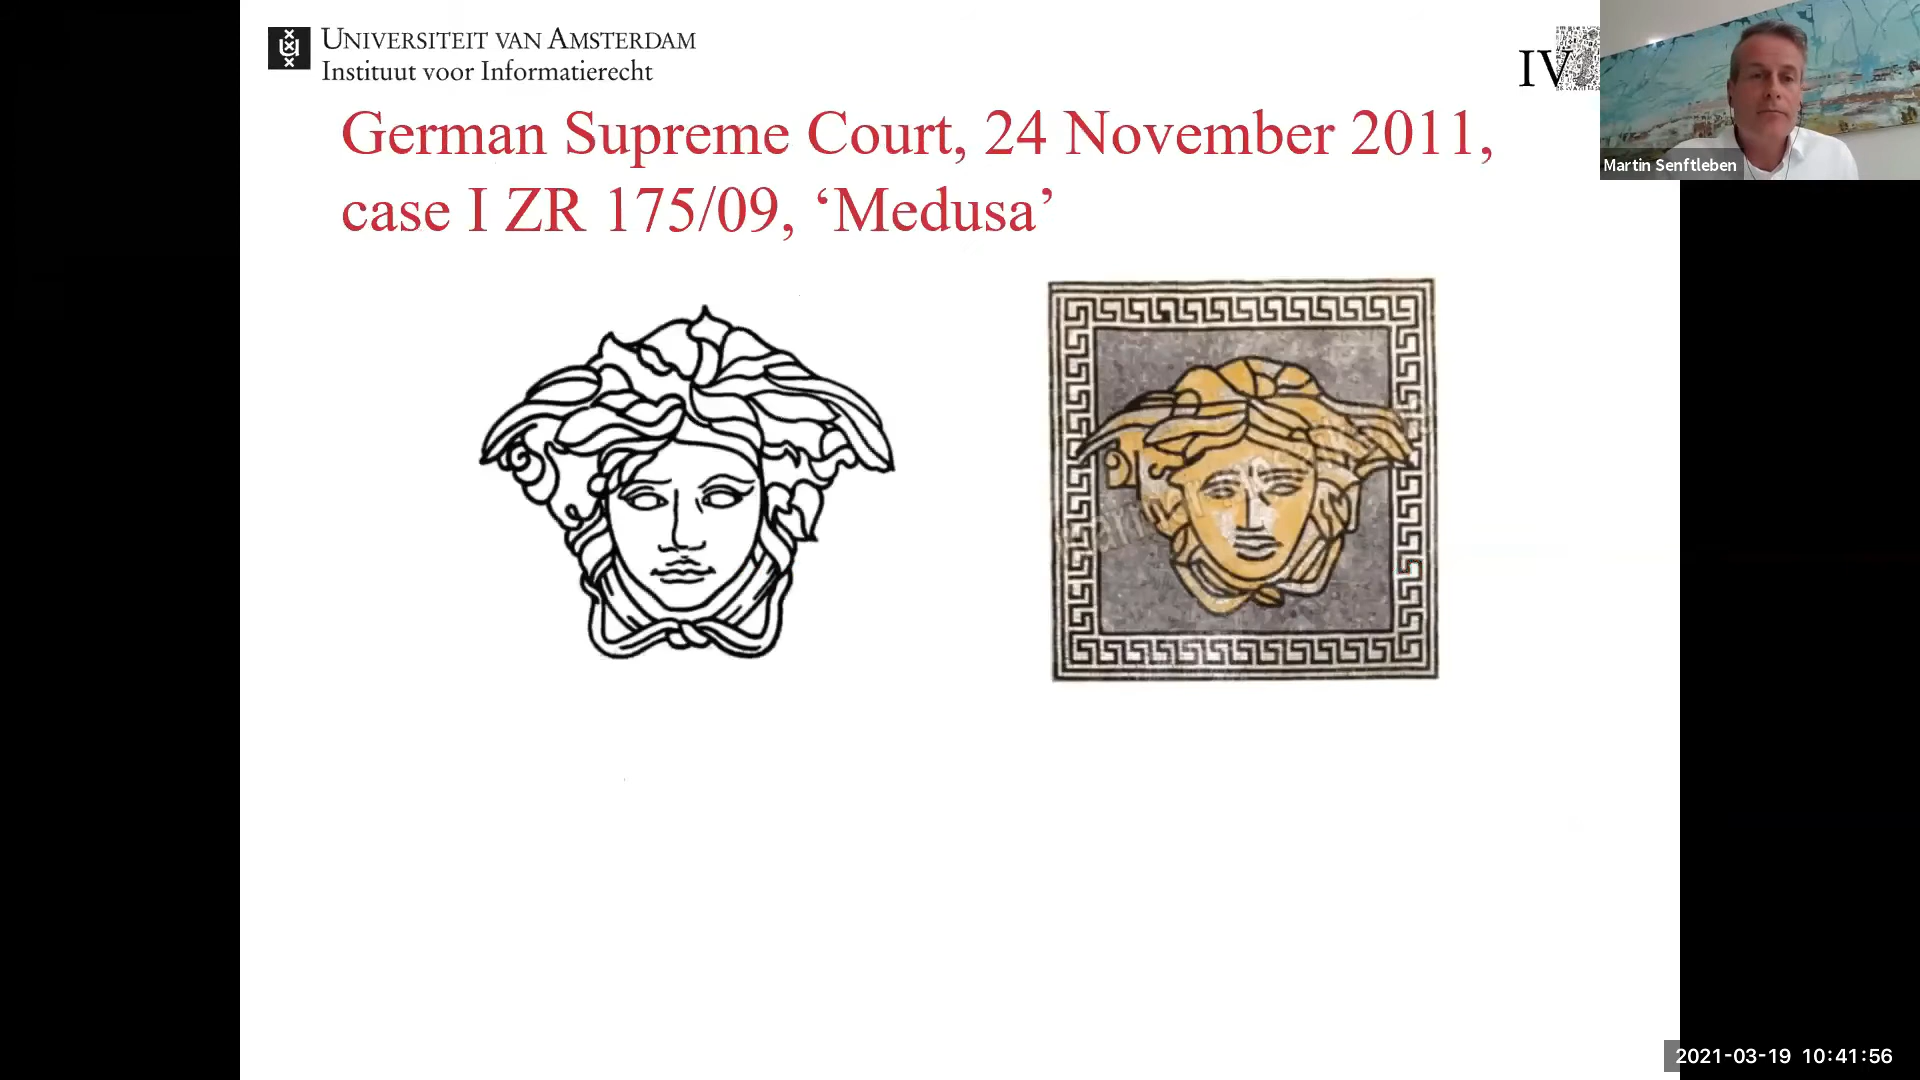 UNIVERSITEIT VAN AMSTERDAM
Instituut voor Informatierecht
IV
Martin Senftleben
German Supreme Court, 24 November 2011,
case I ZR 175/09, ‘Medusa’
2021-03-19 10:41:56